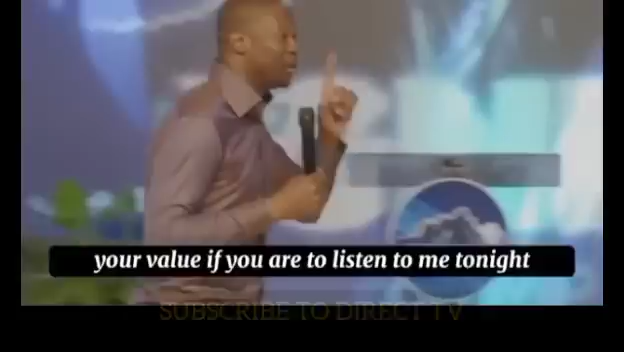 your value if you are to listen to me tonight
SUBSCRIBE TO DIRECT TV